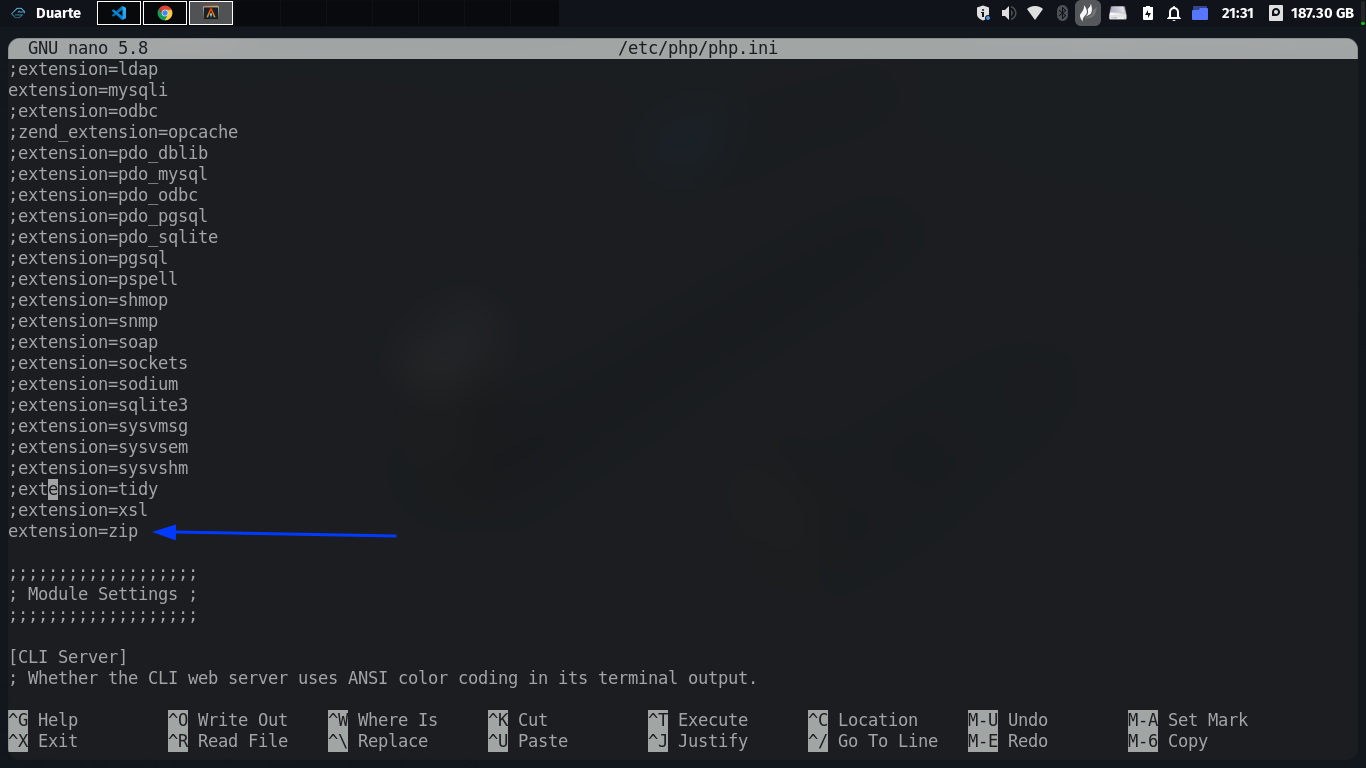 Duarte 21:31 187.30 GB
GNU nano 5.8 /etc/php/php.ini
;extension=ldap
extension=mysqli
;extension=odbc
;zend_extension=opcache
;extension=pdo_dblib
;extension=pdo_mysql
;extension=pdo_odbc
;extension=pdo_pgsql
;extension=pdo_sqlite
;extension=pgsql
;extension=pspell
;extension=shmop
;extension=snmp
;extension=soap
;extension=sockets
;extension=sodium
;extension=sqlite3
;extension=sysvmsg
;extension=sysvsem
;extension=sysvshm
;extension=tidy
;extension=xsl
extension=zip
;;;;;;;;;;;;;;;;;;;
; Module Settings ;
;;;;;;;;;;;;;;;;;;;
[CLI Server]
; Whether the CLI web server uses ANSI color coding in its terminal output.
^G Help ^O Write Out ^W Where Is ^K Cut ^T Execute ^C Location M-U Undo M-A Set Mark
^X Exit ^R Read File ^\ Replace ^U Paste ^J Justify ^/ Go To Line M-E Redo M-6 Copy